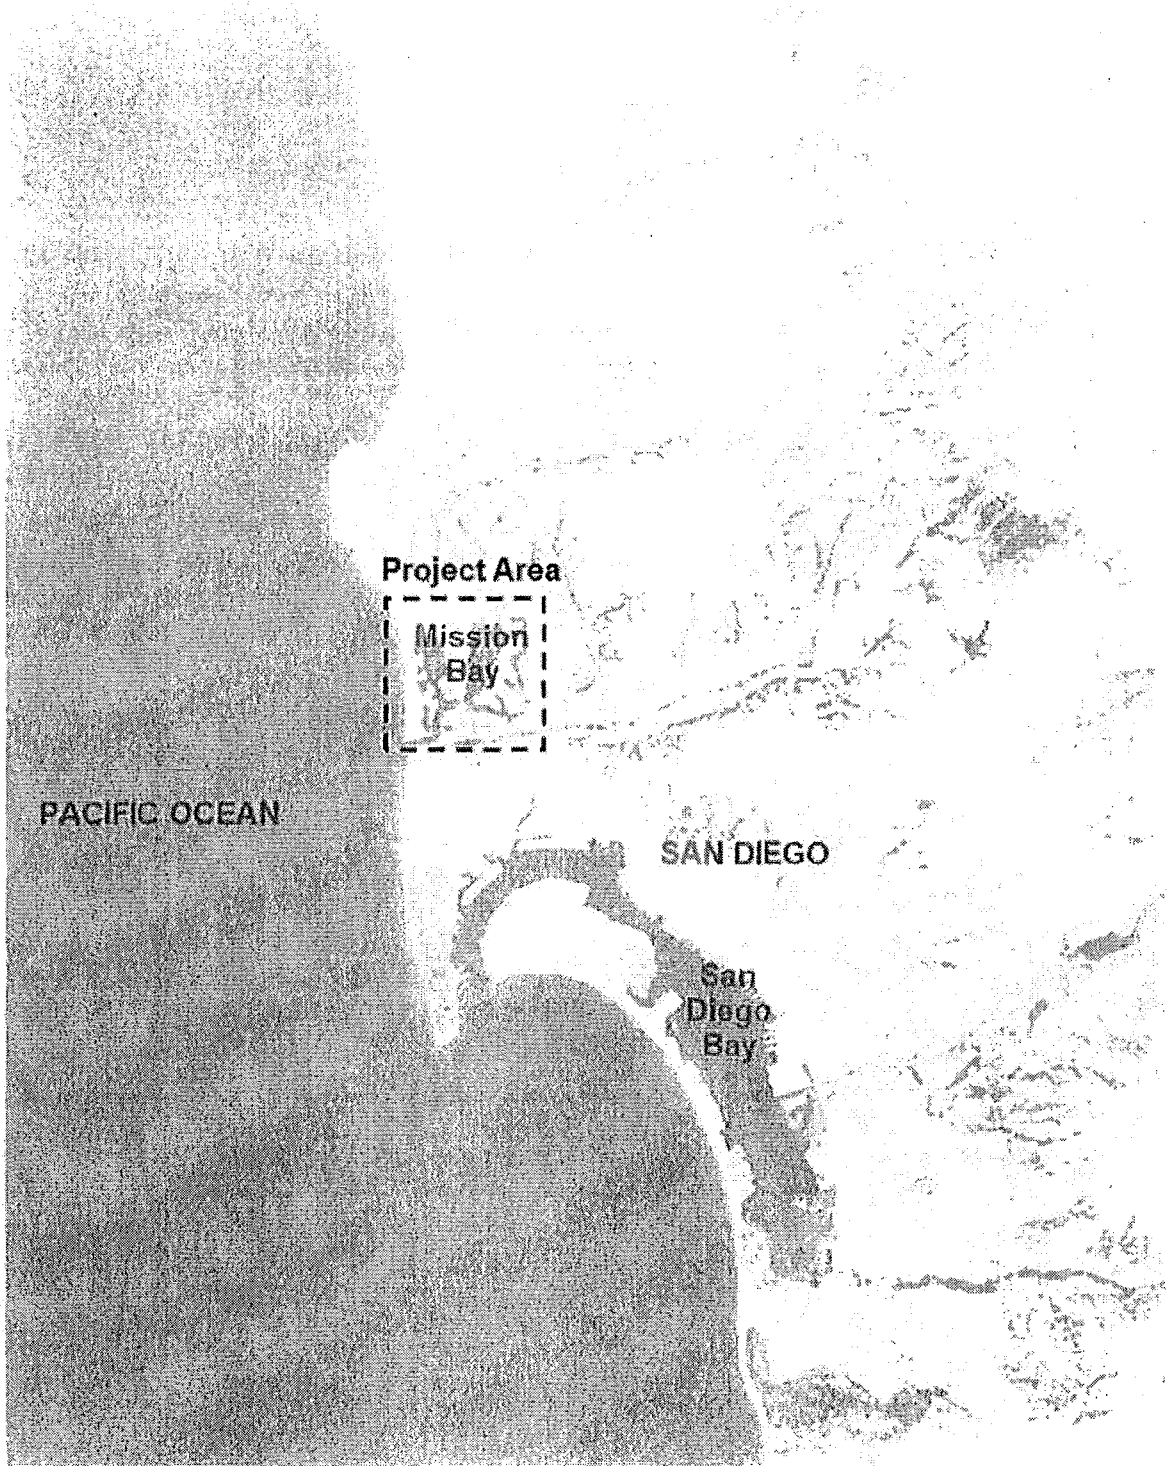 Project Area
Mission
Bay
PACIFIC OCEAN
SAN DIEGO
San
Diego
Bay